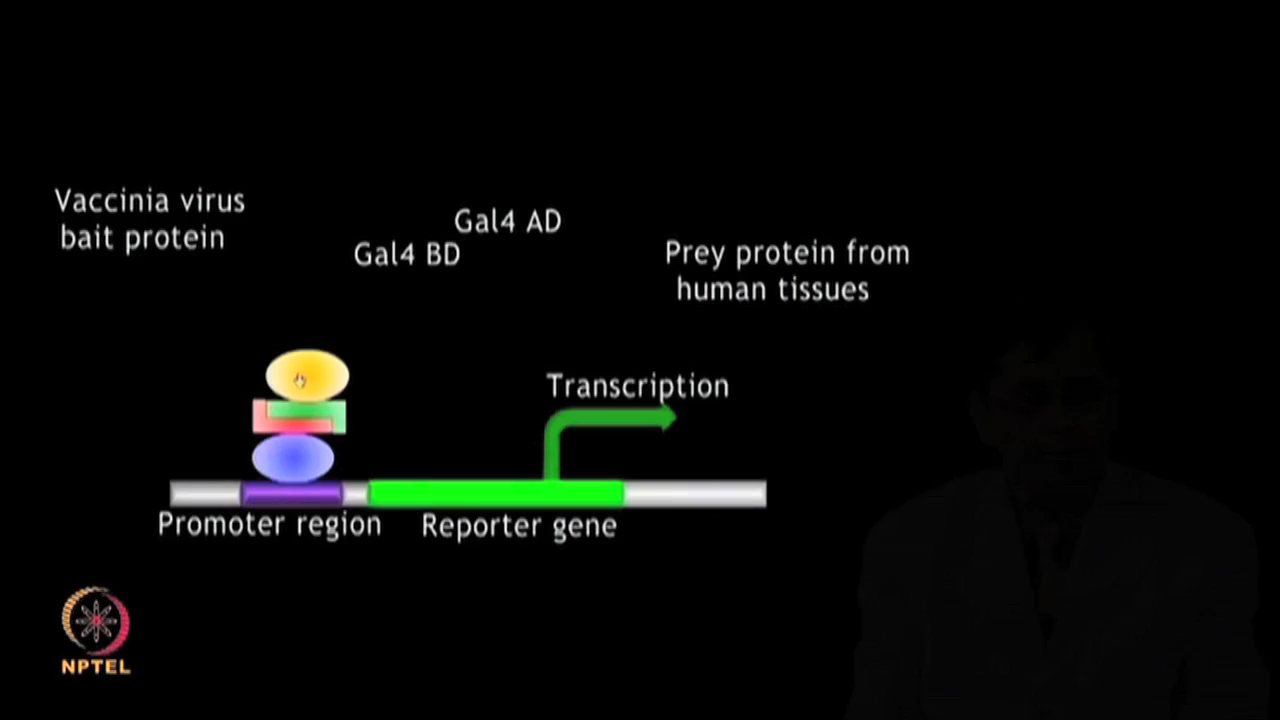 Vaccinia virus
bait protein
Gal4 AD
Gal4 BD
Prey protein from
human tissues
Transcription
Promoter region
Reporter gene
NPTEL